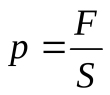 p = F/S